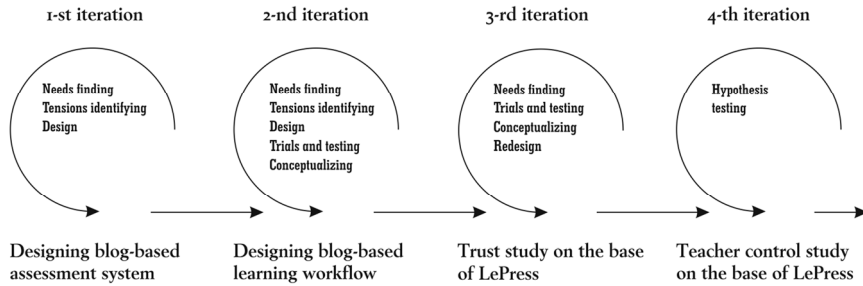 1-st iteration
2-nd iteration
3-rd iteration
4-th iteration
Needs finding
Tensions identifying
Design
Needs finding
Tensions identifying
Design
Trials and testing
Conceptualizing
Needs finding
Trials and testing
Conceptualizing
Redesign
Hypothesis
testing
Designing blog-based
assessment system
Designing blog-based
learning workflow
Trust study on the base
of LePress
Teacher control study
on the base of LePress